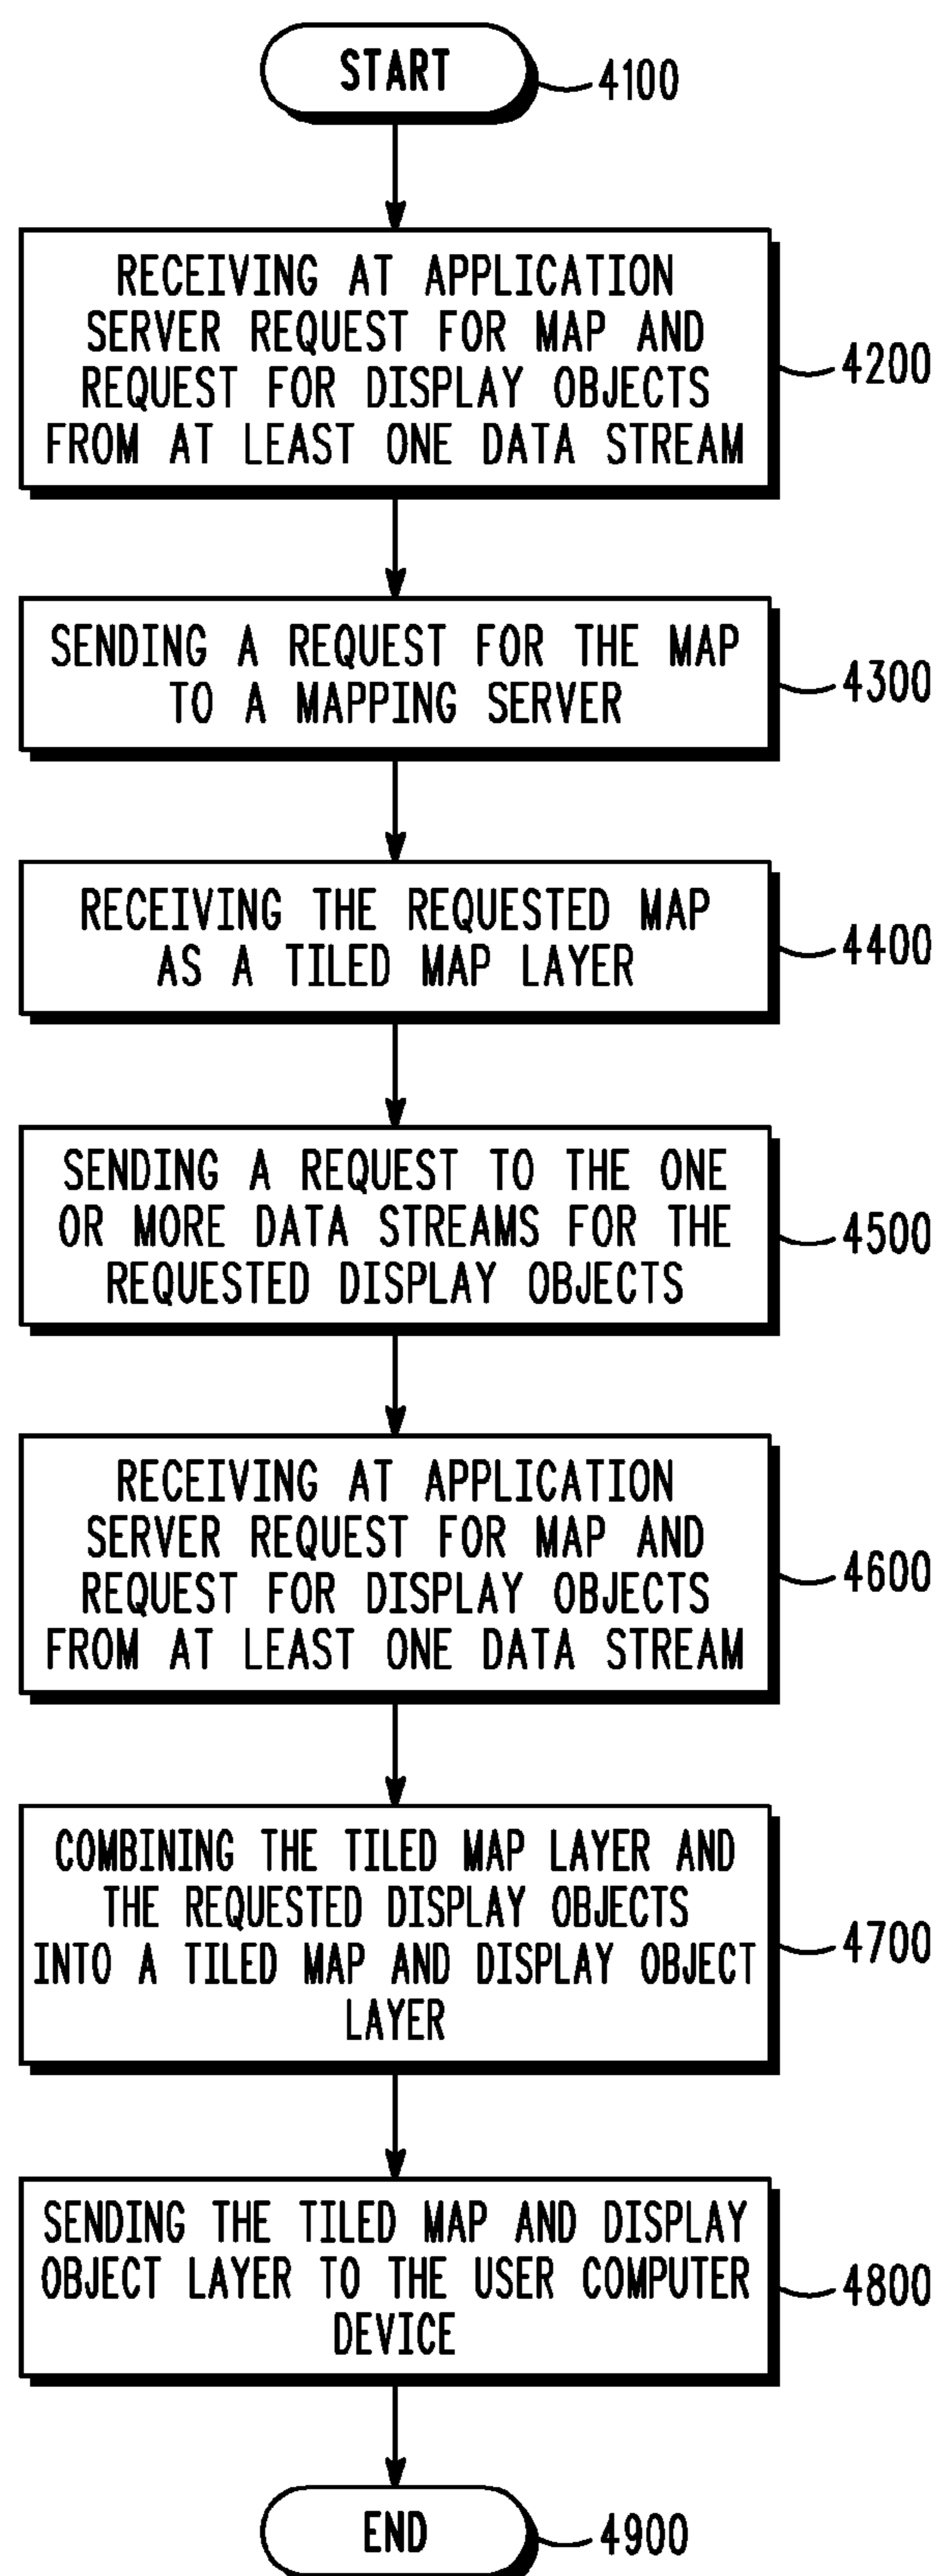 START
4100
RECEIVING AT APPLICATION
SERVER REQUEST FOR MAP AND
REQUEST FOR DISPLAY OBJECTS
FROM AT LEAST ONE DATA STREAM
4200
SENDING A REQUEST FOR THE MAP
TO A MAPPING SERVER
4300
RECEIVING THE REQUESTED MAP
AS A TILED MAP LAYER
4400
SENDING A REQUEST TO THE ONE
OR MORE DATA STREAMS FOR THE
REQUESTED DISPLAY OBJECTS
4500
RECEIVING AT APPLICATION
SERVER REQUEST FOR MAP AND
REQUEST FOR DISPLAY OBJECTS
FROM AT LEAST ONE DATA STREAM
4600
COMBINING THE TILED MAP LAYER AND
THE REQUESTED DISPLAY OBJECTS
INTO A TILED MAP AND DISPLAY OBJECT
LAYER
4700
SENDING THE TILED MAP AND DISPLAY
OBJECT LAYER TO THE USER COMPUTER
DEVICE
4800
END
4900